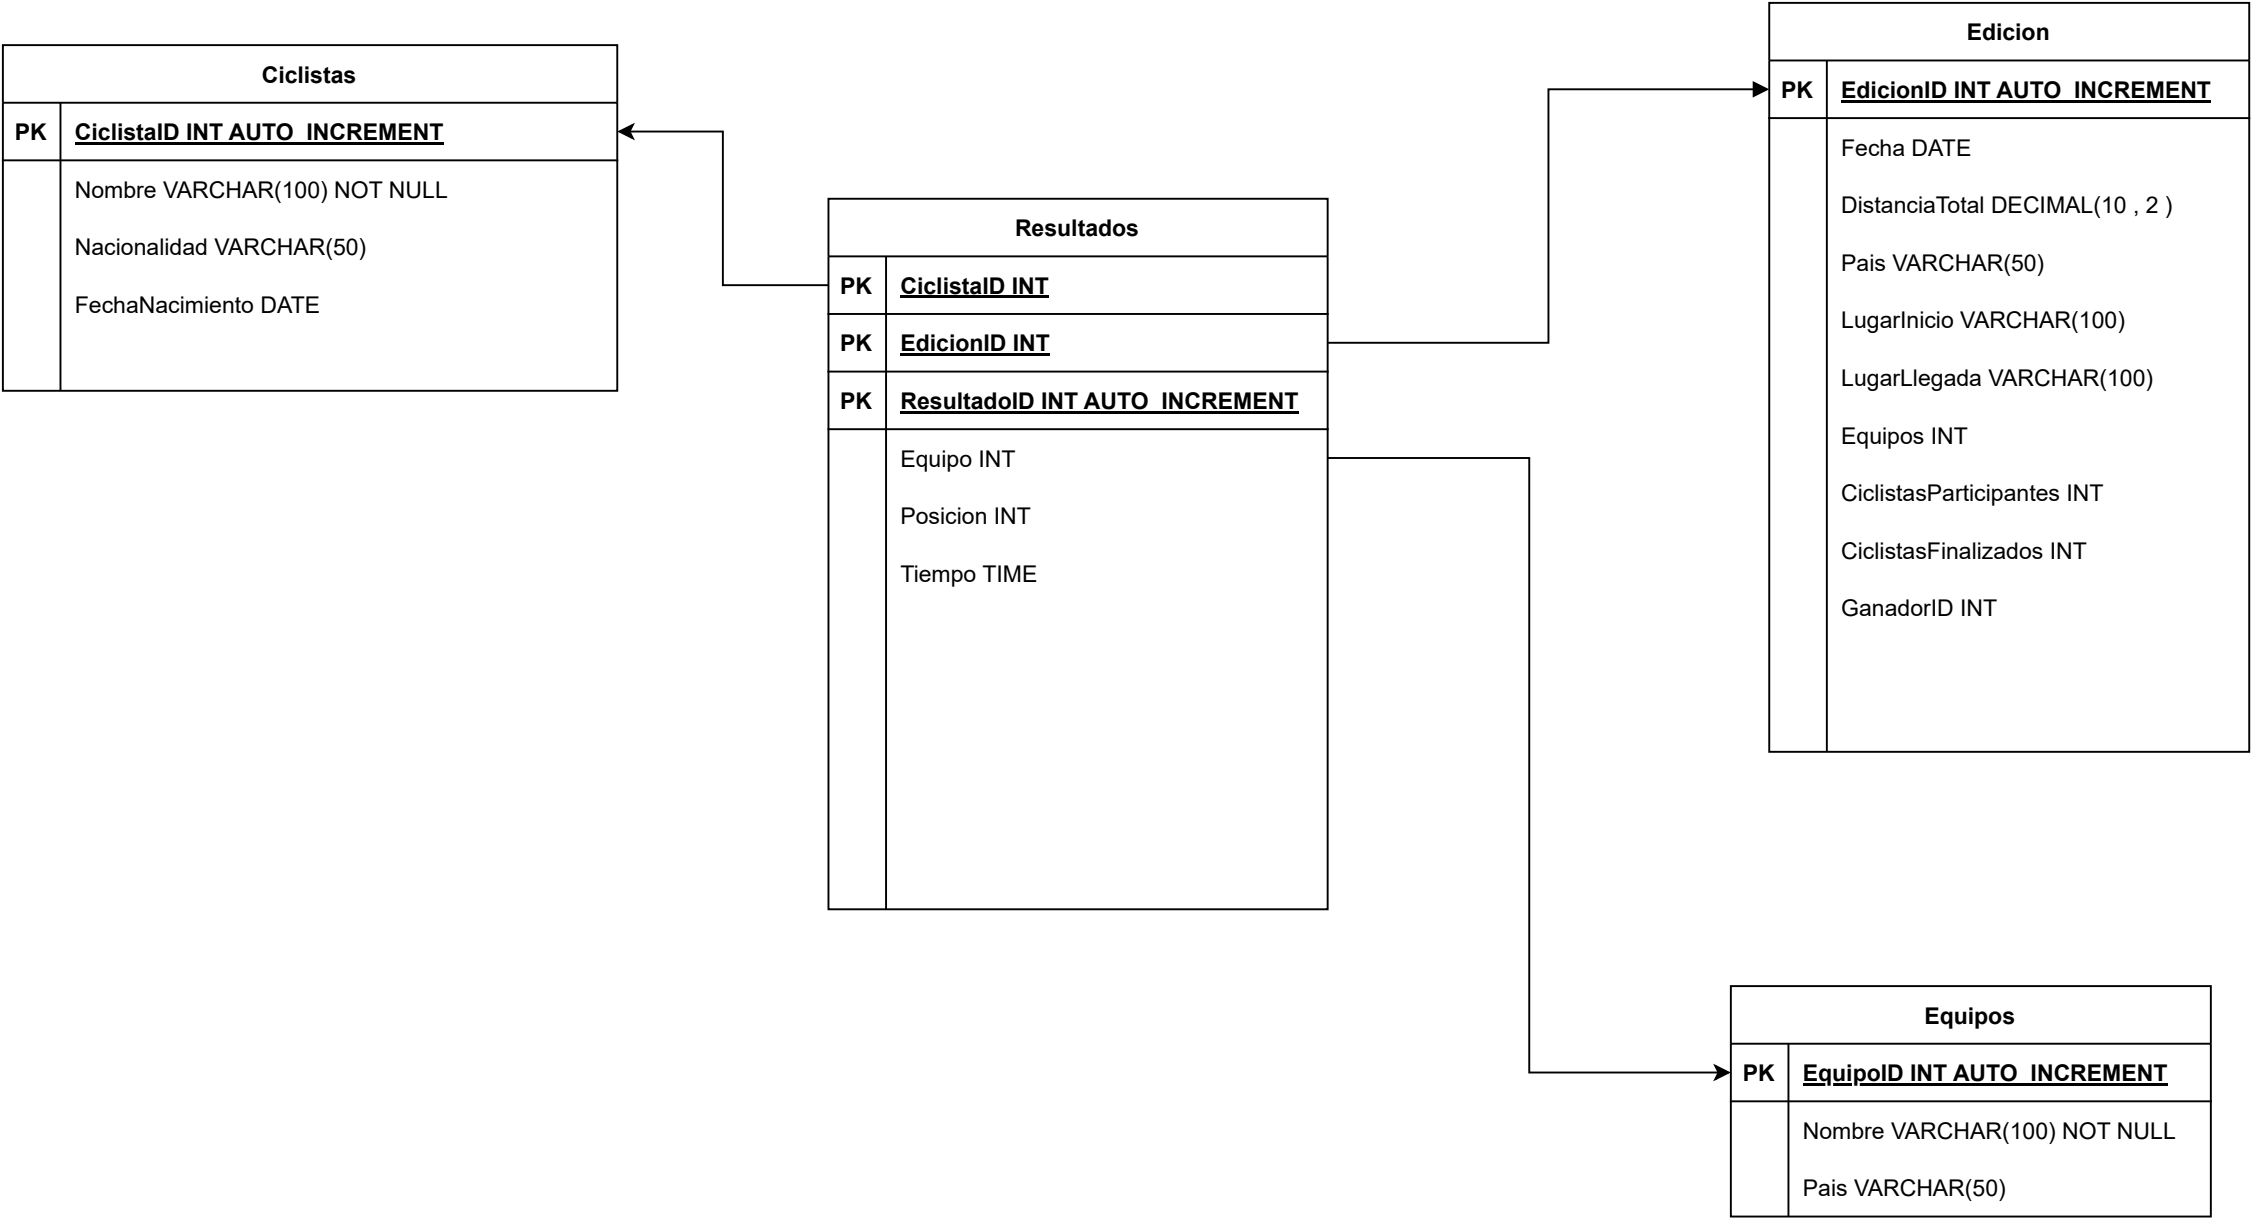 Ciclistas
PK CiclistaID INT AUTO_INCREMENT
Nombre VARCHAR(100) NOT NULL
Nacionalidad VARCHAR(50)
FechaNacimiento DATE
Resultados
PK CiclistaID INT
PK EdicionID INT
PK ResultadoID INT AUTO_INCREMENT
Equipo INT
Posicion INT
Tiempo TIME
Edicion
PK EdicionID INT AUTO_INCREMENT
Fecha DATE
DistanciaTotal DECIMAL(10 , 2 )
Pais VARCHAR(50)
LugarInicio VARCHAR(100)
LugarLlegada VARCHAR(100)
Equipos INT
CiclistasParticipantes INT
CiclistasFinalizados INT
GanadorID INT
Equipos
PK EquipoID INT AUTO_INCREMENT
Nombre VARCHAR(100) NOT NULL
Pais VARCHAR(50)